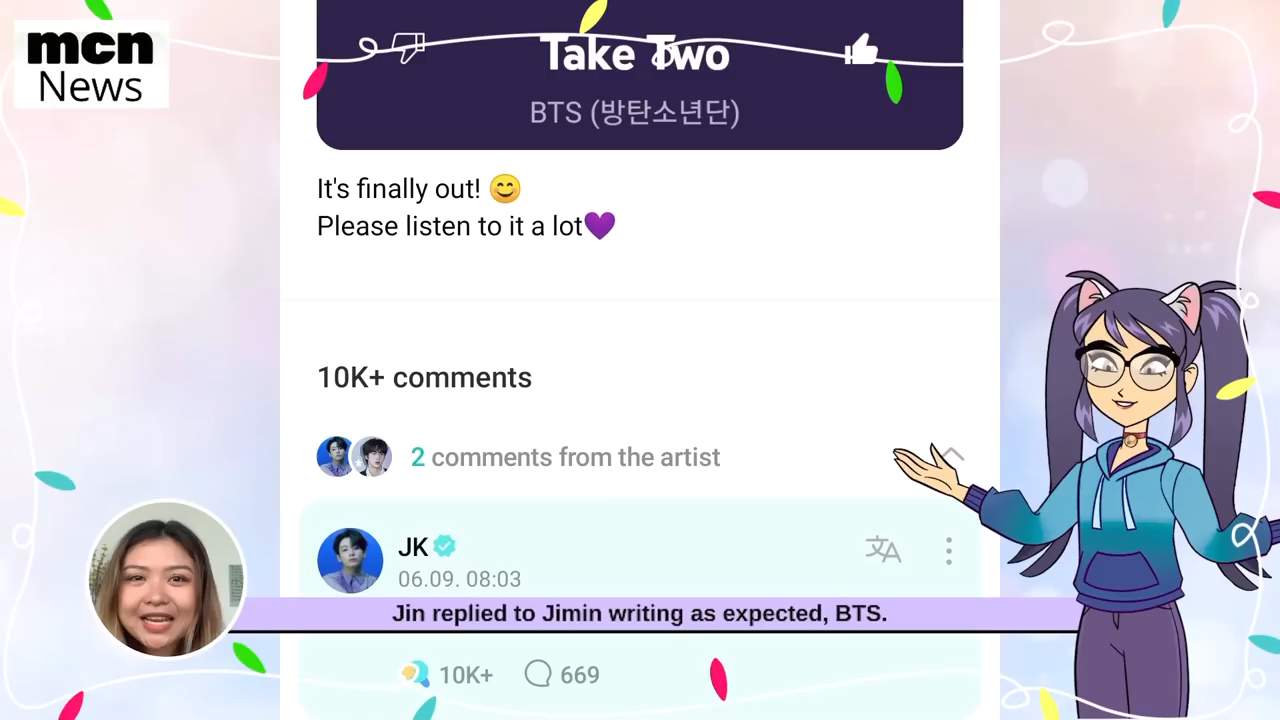 mcn
News
Take Two
BTS (방탄소년단)
It's finally out! 😊
Please listen to it a lot💜
10K+ comments
2 comments from the artist
JK
06.09. 08:03
Jin replied to Jimin writing as expected, BTS.
10K+ 669